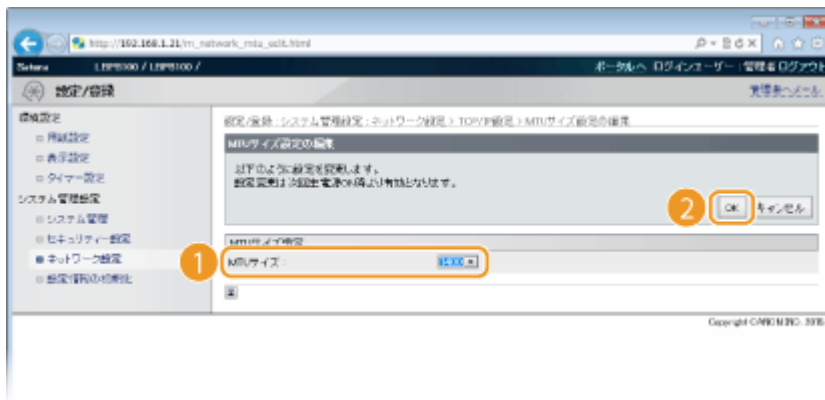 http://192.168.1.21/m_network_mtu_edit.html
Satera LBP8100 / LBP8100 / ポータルへ ログインユーザー: 管理者 ログアウト
設定/登録 管理者へメール
環境設定
用紙設定
表示設定
タイマー設定
システム管理設定
システム管理
セキュリティー設定
ネットワーク設定
設定情報の初期化
設定/登録 : システム管理設定 : ネットワーク設定 > TCP/IP設定 > MTUサイズ設定の編集
MTUサイズ設定の編集
以下のように設定を変更します。
設定変更は次回主電源ON時より有効となります。
2 OK キャンセル
MTUサイズ設定
1 MTUサイズ :
Copyright CANON INC. 2015